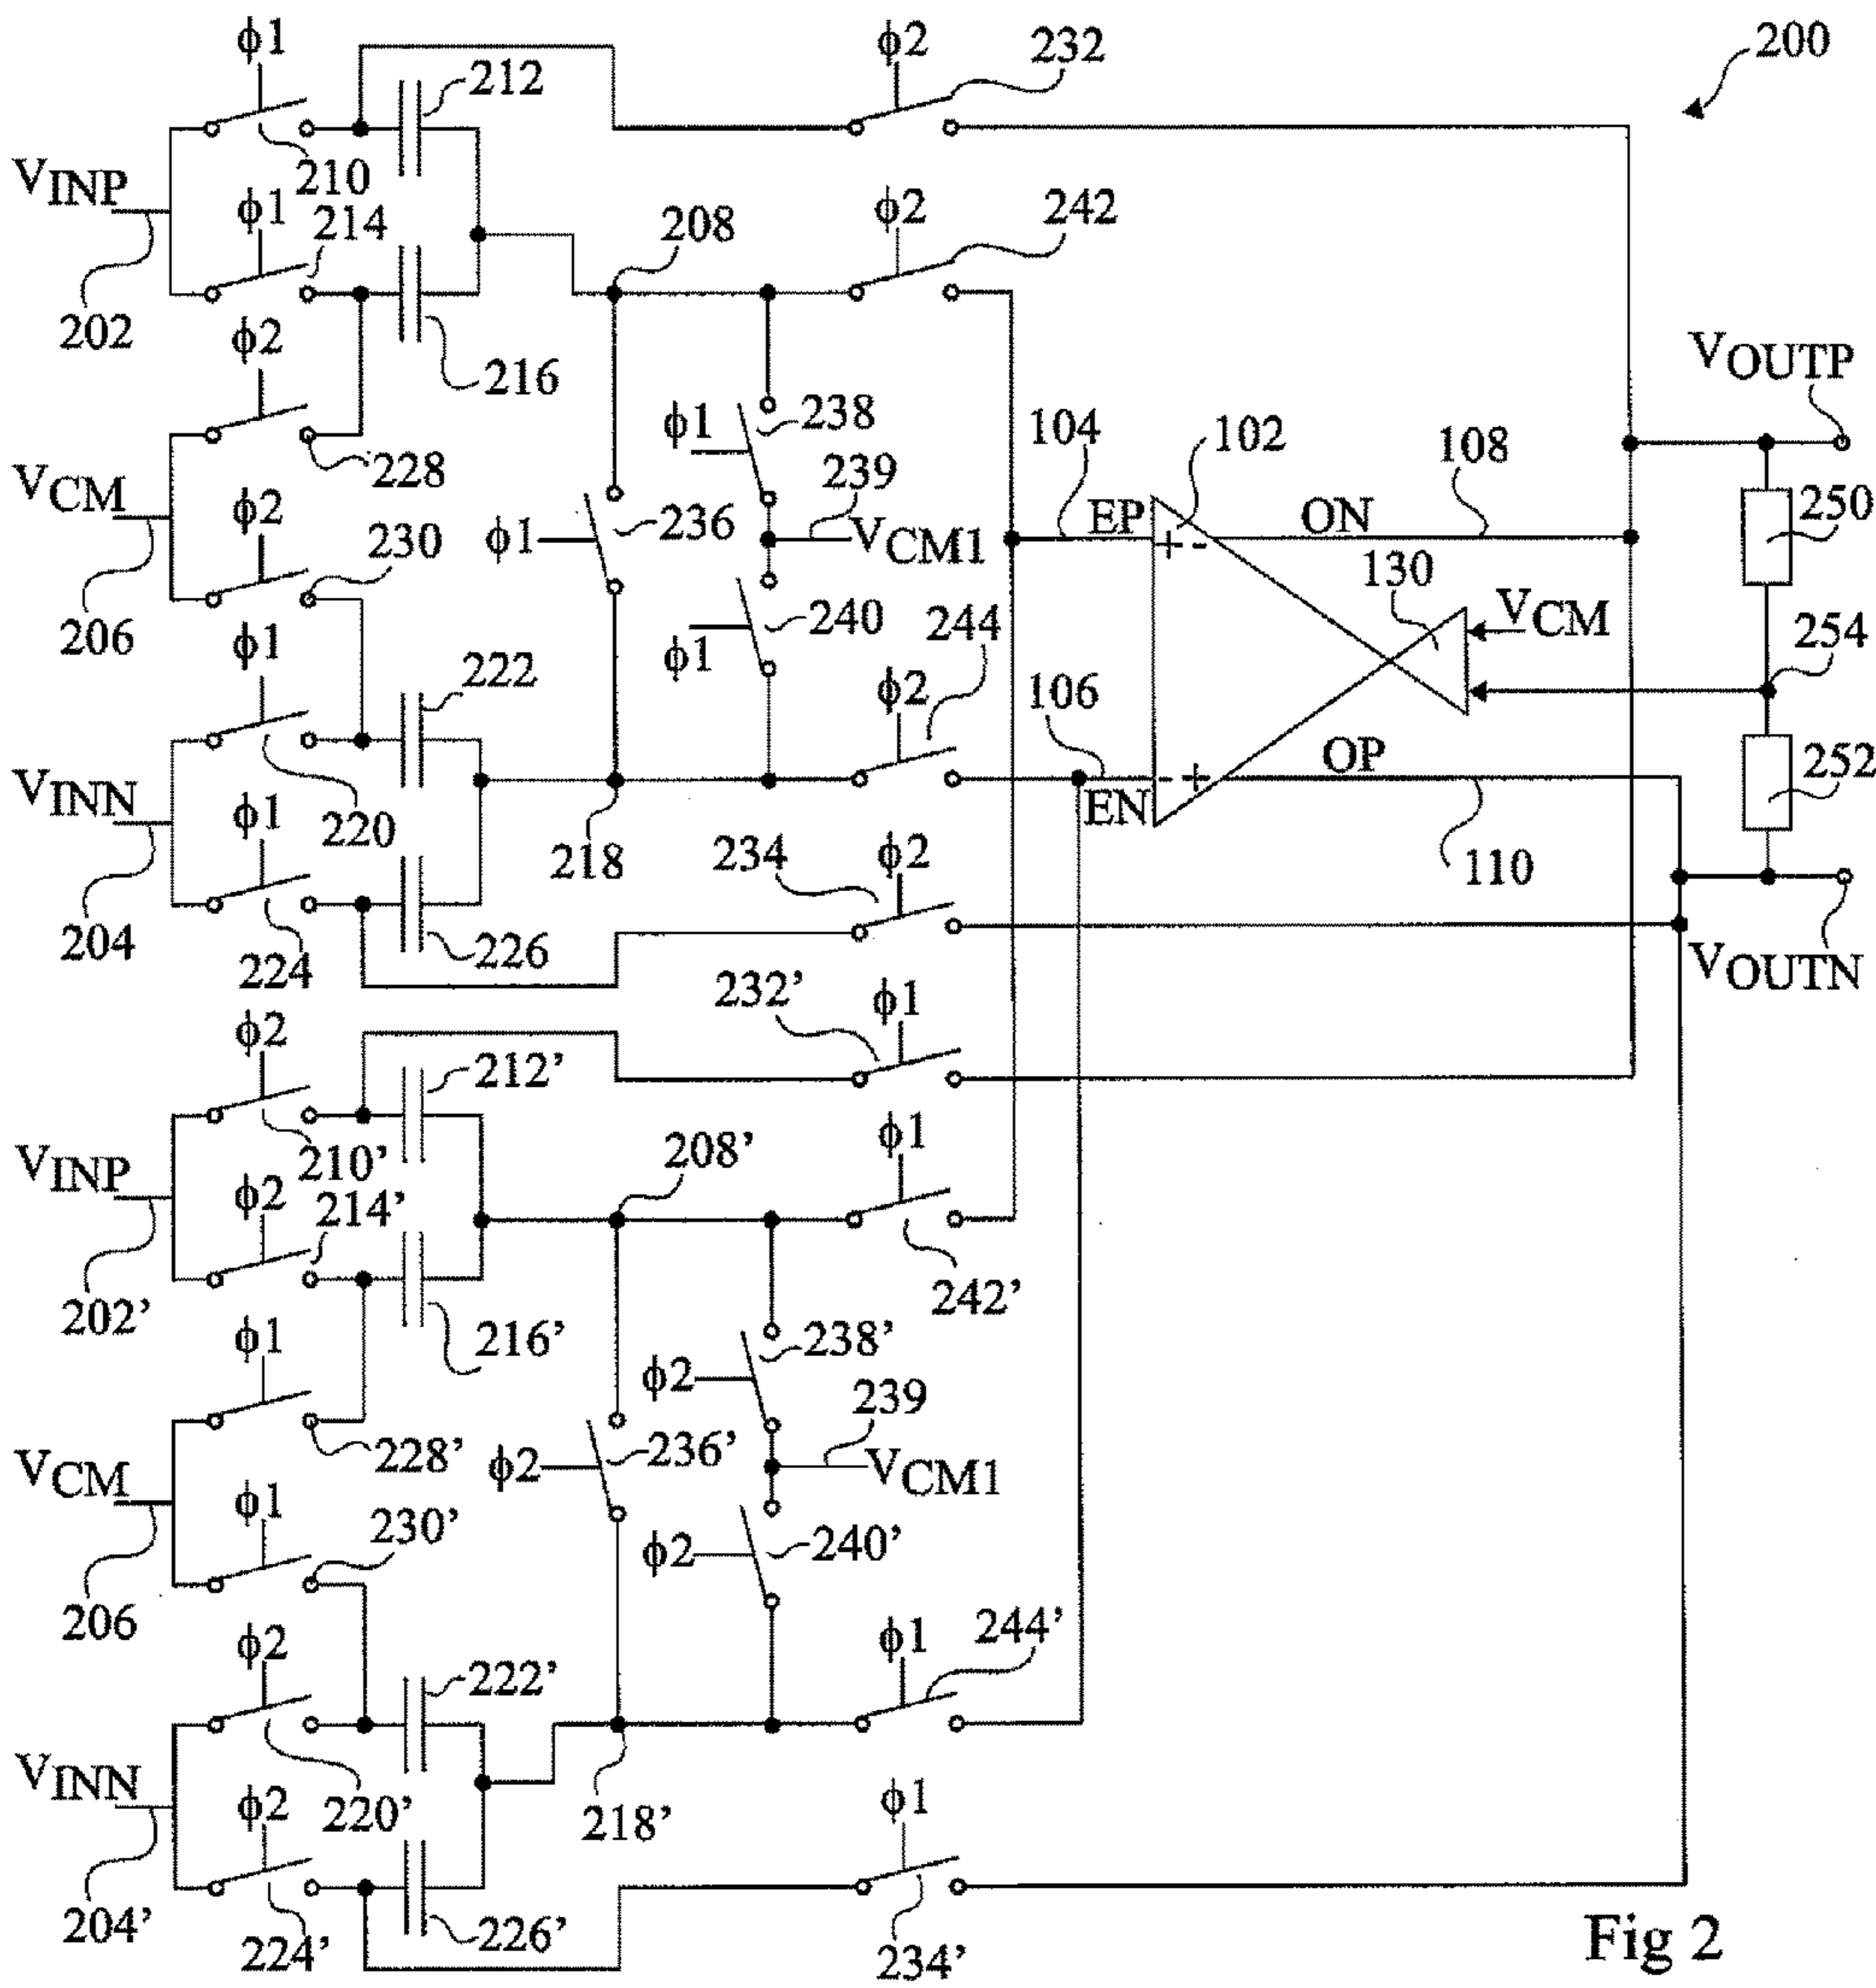 ϕ1
212
ϕ2
232
200
VINP
210
ϕ1
214
208
ϕ2
242
202
ϕ2
216
VOUTP
VCM
228
ϕ1
238
104
102
108
ϕ2
230
ϕ1
236
239
VCM1
EP
+ -
ON
250
206
ϕ1
222
ϕ1
240
244
130
VCM
254
VINN
ϕ2
106
220
ϕ1
218
234
ϕ2
EN
- +
OP
110
252
204
224
226
232’
ϕ1
VOUTN
ϕ2
212’
VINP
210’
ϕ2
214’
208’
ϕ1
202’
216’
242’
ϕ1
238’
ϕ2
239
VCM
228’
ϕ1
230’
ϕ2
236’
VCM1
206
ϕ2
240’
ϕ2
222’
ϕ1
244’
VINN
220’
ϕ2
218’
ϕ1
204’
224’
226’
234’
Fig 2